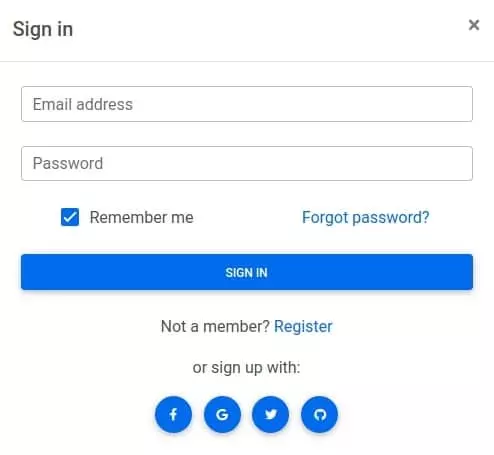 Sign in ×
Email address
Password
Remember me Forgot password?
SIGN IN
Not a member? Register
or sign up with: